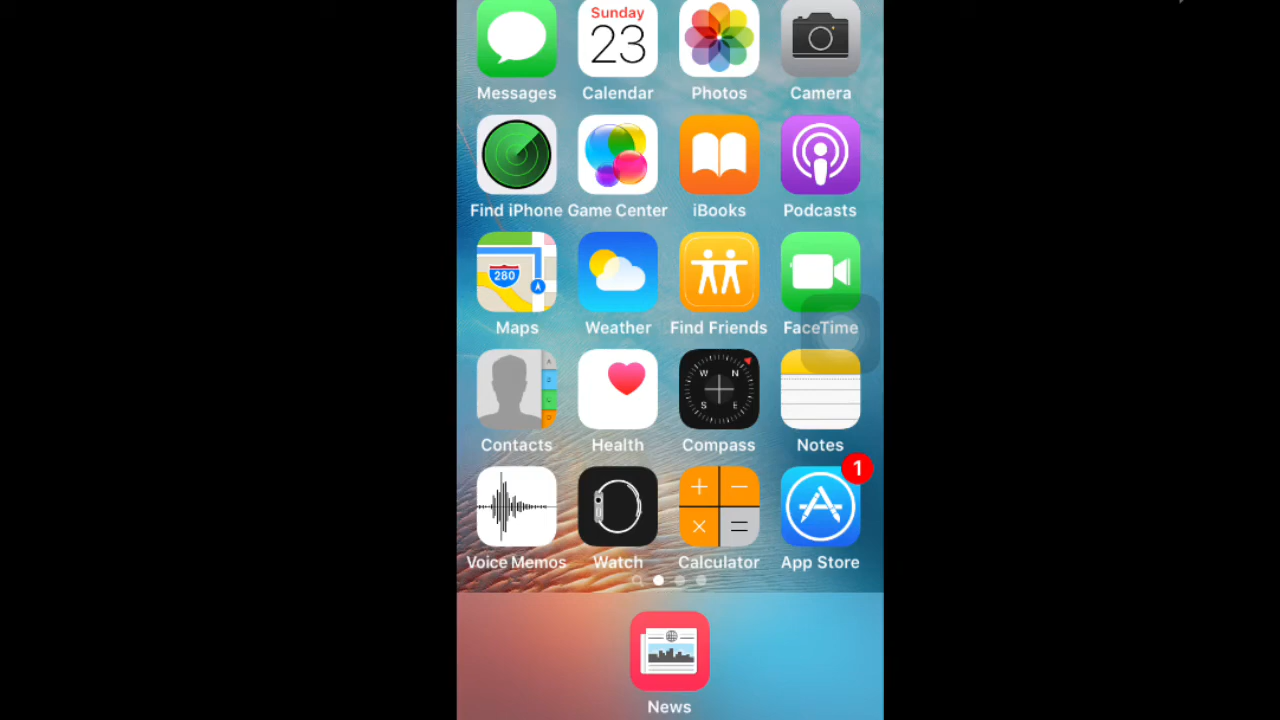 Sunday
23
Messages Calendar Photos Camera
Find iPhone Game Center iBooks Podcasts
280
Maps Weather Find Friends FaceTime
W N
S E
Contacts Health Compass Notes
1
+ −
× =
Voice Memos Watch Calculator App Store
News